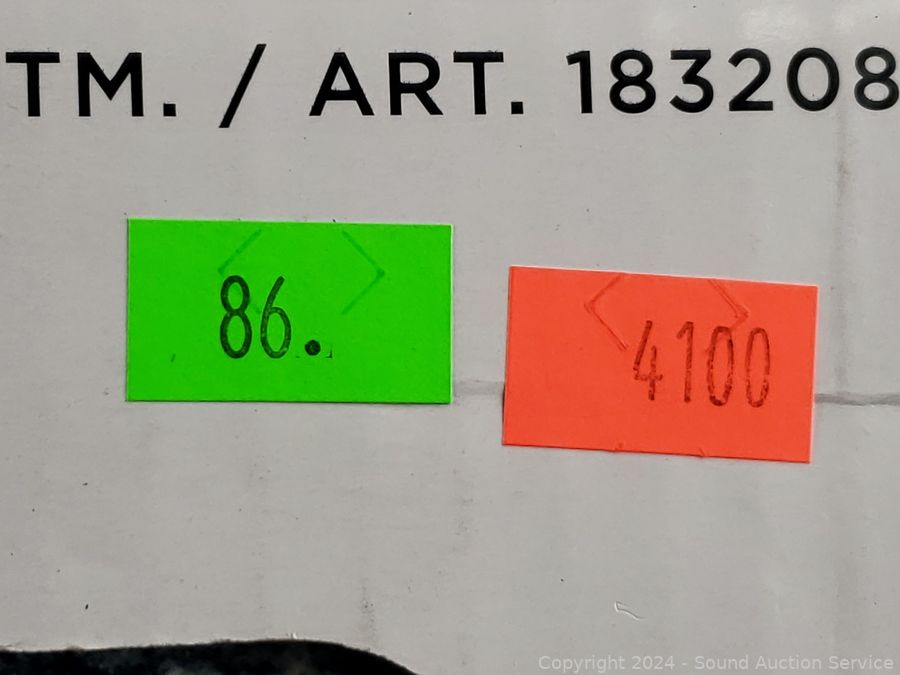 TM. / ART. 183208
86.
4100
Copyright 2024 - Sound Auction Service